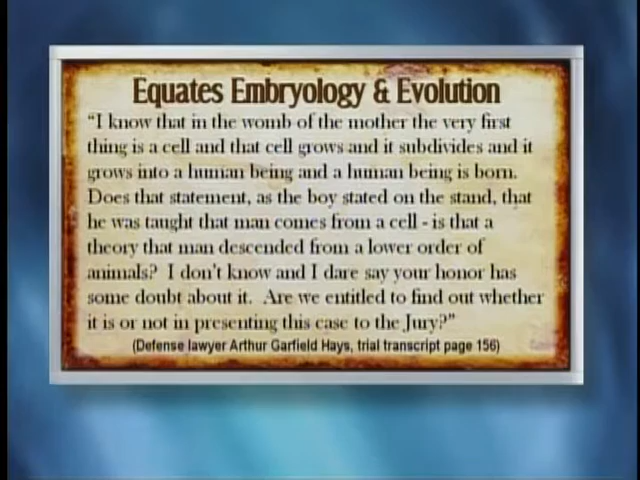 Equates Embryology & Evolution
“I know that in the womb of the mother the very first
thing is a cell and that cell grows and it subdivides and it
grows into a human being and a human being is born.
Does that statement, as the boy stated on the stand, that
he was taught that man comes from a cell - is that a
theory that man descended from a lower order of
animals?  I don't know and I dare say your honor has
some doubt about it.  Are we entitled to find out whether
it is or not in presenting this case to the Jury?”
(Defense lawyer Arthur Garfield Hays, trial transcript page 156)